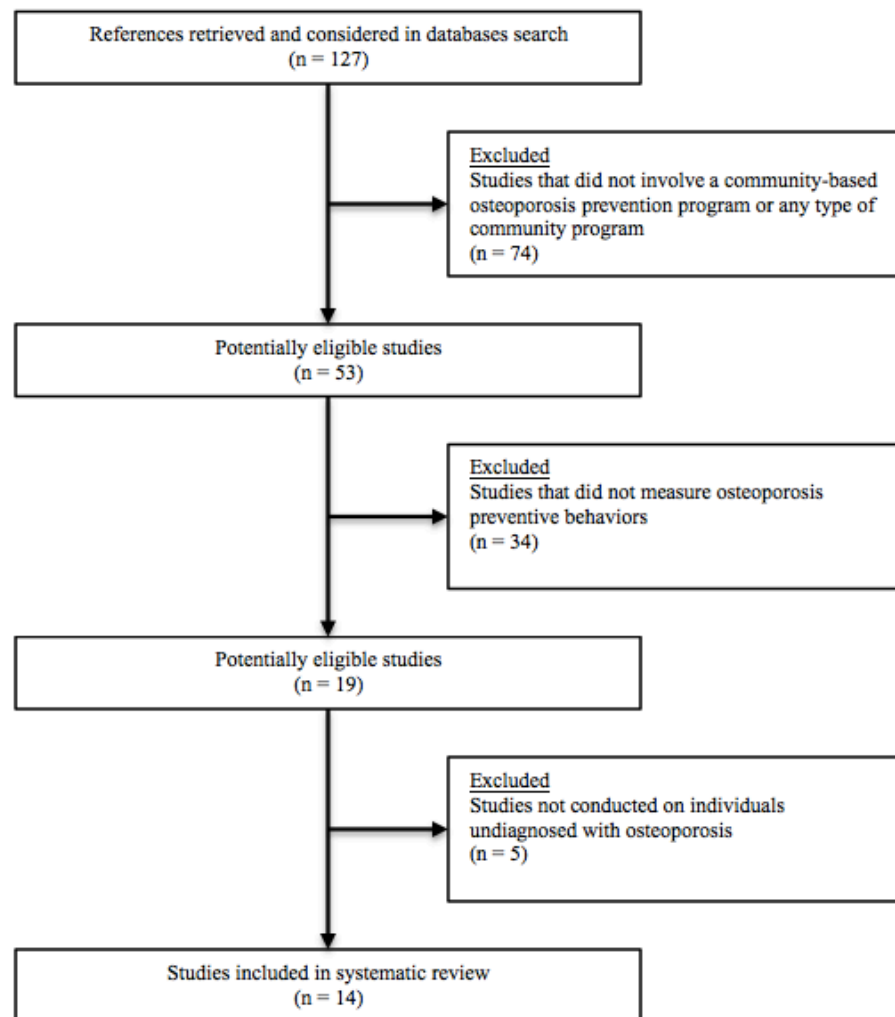 References retrieved and considered in databases search
(n = 127)
Excluded
Studies that did not involve a community-based
osteoporosis prevention program or any type of
community program
(n = 74)
Potentially eligible studies
(n = 53)
Excluded
Studies that did not measure osteoporosis
preventive behaviors
(n = 34)
Potentially eligible studies
(n = 19)
Excluded
Studies not conducted on individuals
undiagnosed with osteoporosis
(n = 5)
Studies included in systematic review
(n = 14)